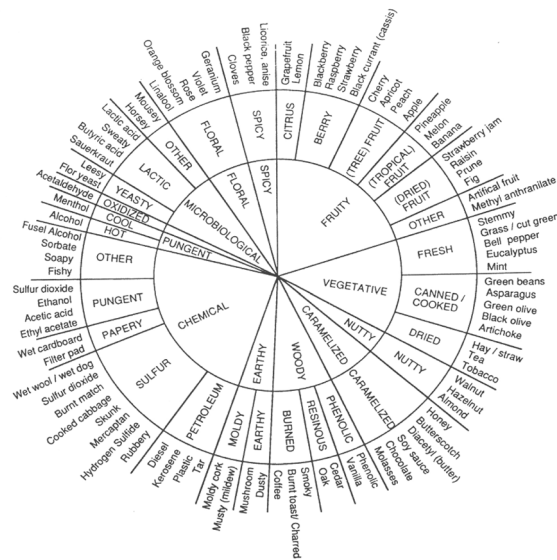 FRUITY
CITRUS
Grapefruit
Lemon
BERRY
Blackberry
Raspberry
Strawberry
Black currant (cassis)
(TREE) FRUIT
Cherry
Apricot
Peach
Apple
(TROPICAL) FRUIT
Pineapple
Melon
Banana
(DRIED) FRUIT
Strawberry jam
Raisin
Prune
Fig
OTHER
Artifical fruit
Methyl anthranilate
VEGETATIVE
FRESH
Stemmy
Grass / cut green
Bell pepper
Eucalyptus
Mint
CANNED / COOKED
Green beans
Asparagus
Green olive
Black olive
Artichoke
DRIED
Hay / straw
Tea
Tobacco
NUTTY
NUTTY
Walnut
Hazelnut
Almond
CARAMELIZED
CARAMELIZED
Honey
Butterscotch
Diacetyl (butter)
Soy sauce
Chocolate
Molasses
WOODY
PHENOLIC
Phenolic
Vanilla
RESINOUS
Cedar
Oak
BURNED
Smoky
Burnt toast/ Charred
Coffee
EARTHY
EARTHY
Dusty
Mushroom
MOLDY
Musty (mildew)
Moldy cork
CHEMICAL
PETROLEUM
Tar
Plastic
Kerosene
Diesel
SULFUR
Rubbery
Hydrogen Sulfide
Mercaptan
Skunk
Cooked cabbage
Burnt match
Sulfur dioxide
Wet wool / wet dog
PAPERY
Filter pad
Wet cardboard
PUNGENT
Ethyl acetate
Acetic acid
Ethanol
Sulfur dioxide
OTHER
Fishy
Soapy
Sorbate
Fusel Alcohol
PUNGENT
HOT
Alcohol
COOL
Menthol
OXIDIZED
Acetaldehyde
MICROBIOLOGICAL
YEASTY
Flor yeast
Leesy
LACTIC
Sauerkraut
Butyric acid
Sweaty
Lactic acid
OTHER
Horsey
Mousey
FLORAL
FLORAL
Linalool
Orange blossom
Rose
Violet
Geranium
SPICY
SPICY
Cloves
Black pepper
Licorice, anise